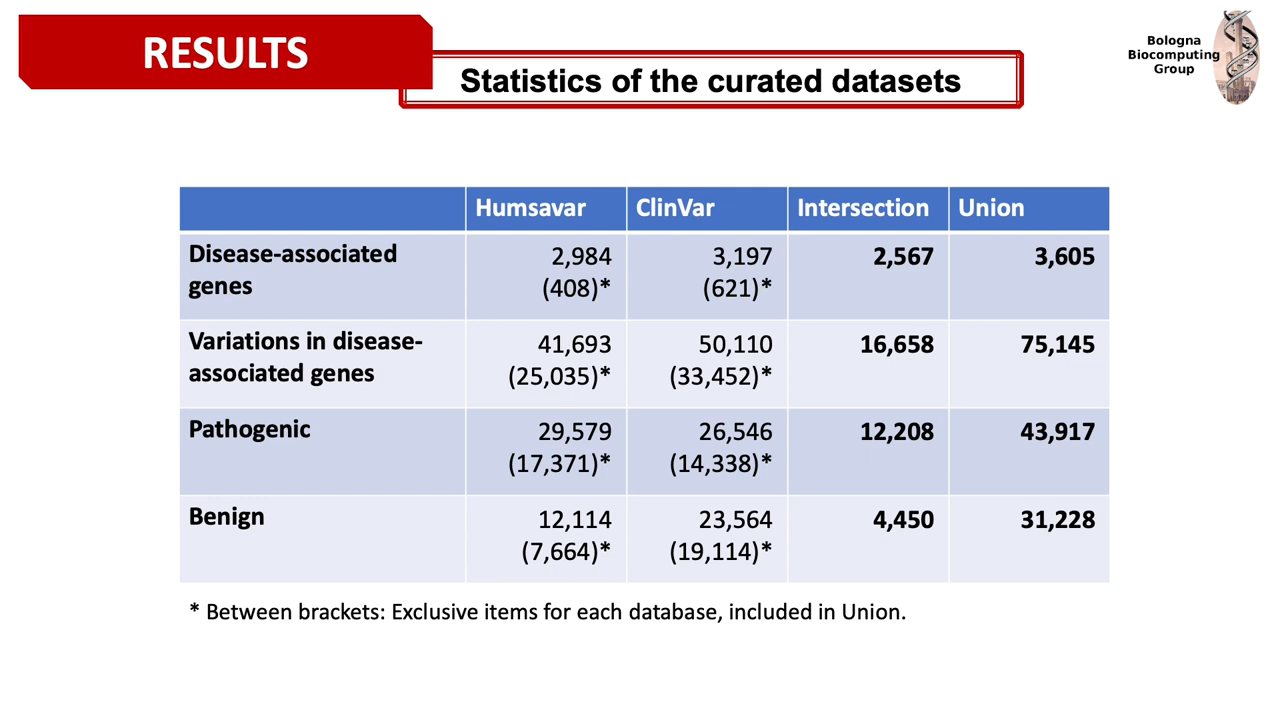 RESULTS
Statistics of the curated datasets
Bologna
Biocomputing
Group
Humsavar ClinVar Intersection Union
Disease-associated genes 2,984 (408)* 3,197 (621)* 2,567 3,605
Variations in disease-associated genes 41,693 (25,035)* 50,110 (33,452)* 16,658 75,145
Pathogenic 29,579 (17,371)* 26,546 (14,338)* 12,208 43,917
Benign 12,114 (7,664)* 23,564 (19,114)* 4,450 31,228
* Between brackets: Exclusive items for each database, included in Union.